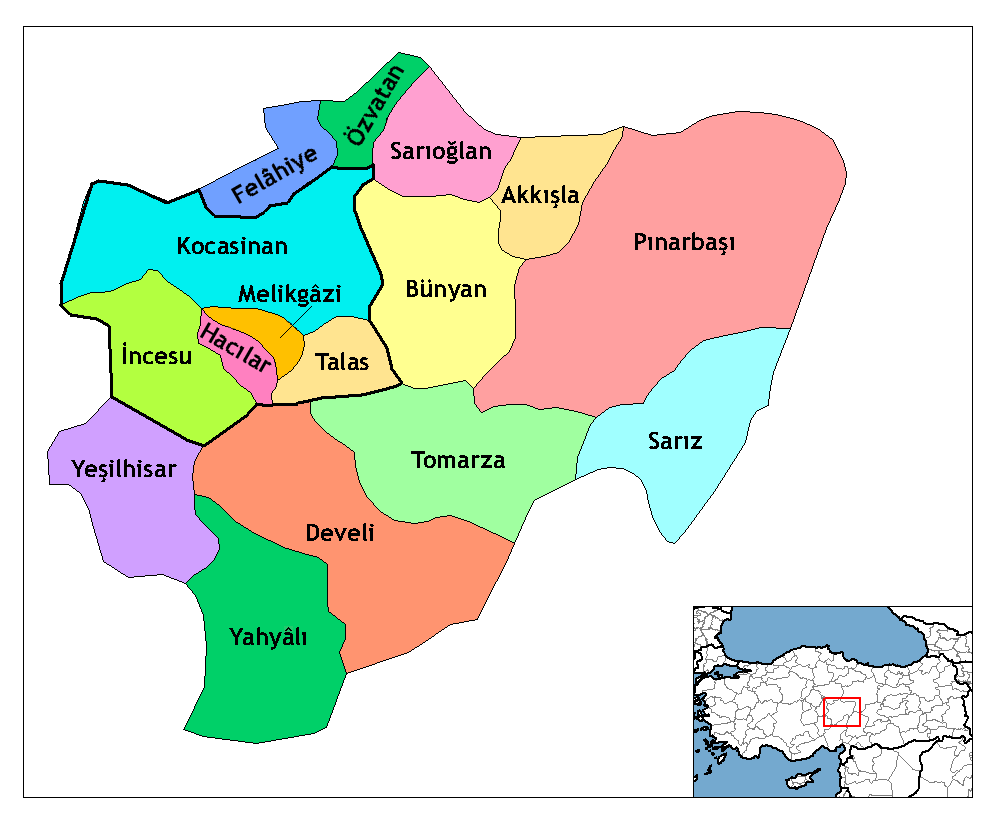 Özvatan
Sarıoğlan
Felâhiye
Akkışla
Kocasinan
Pınarbaşı
Melikgâzi
Bünyan
Hacılar
İncesu
Talas
Sarız
Tomarza
Yeşilhisar
Develi
Yahyâlı